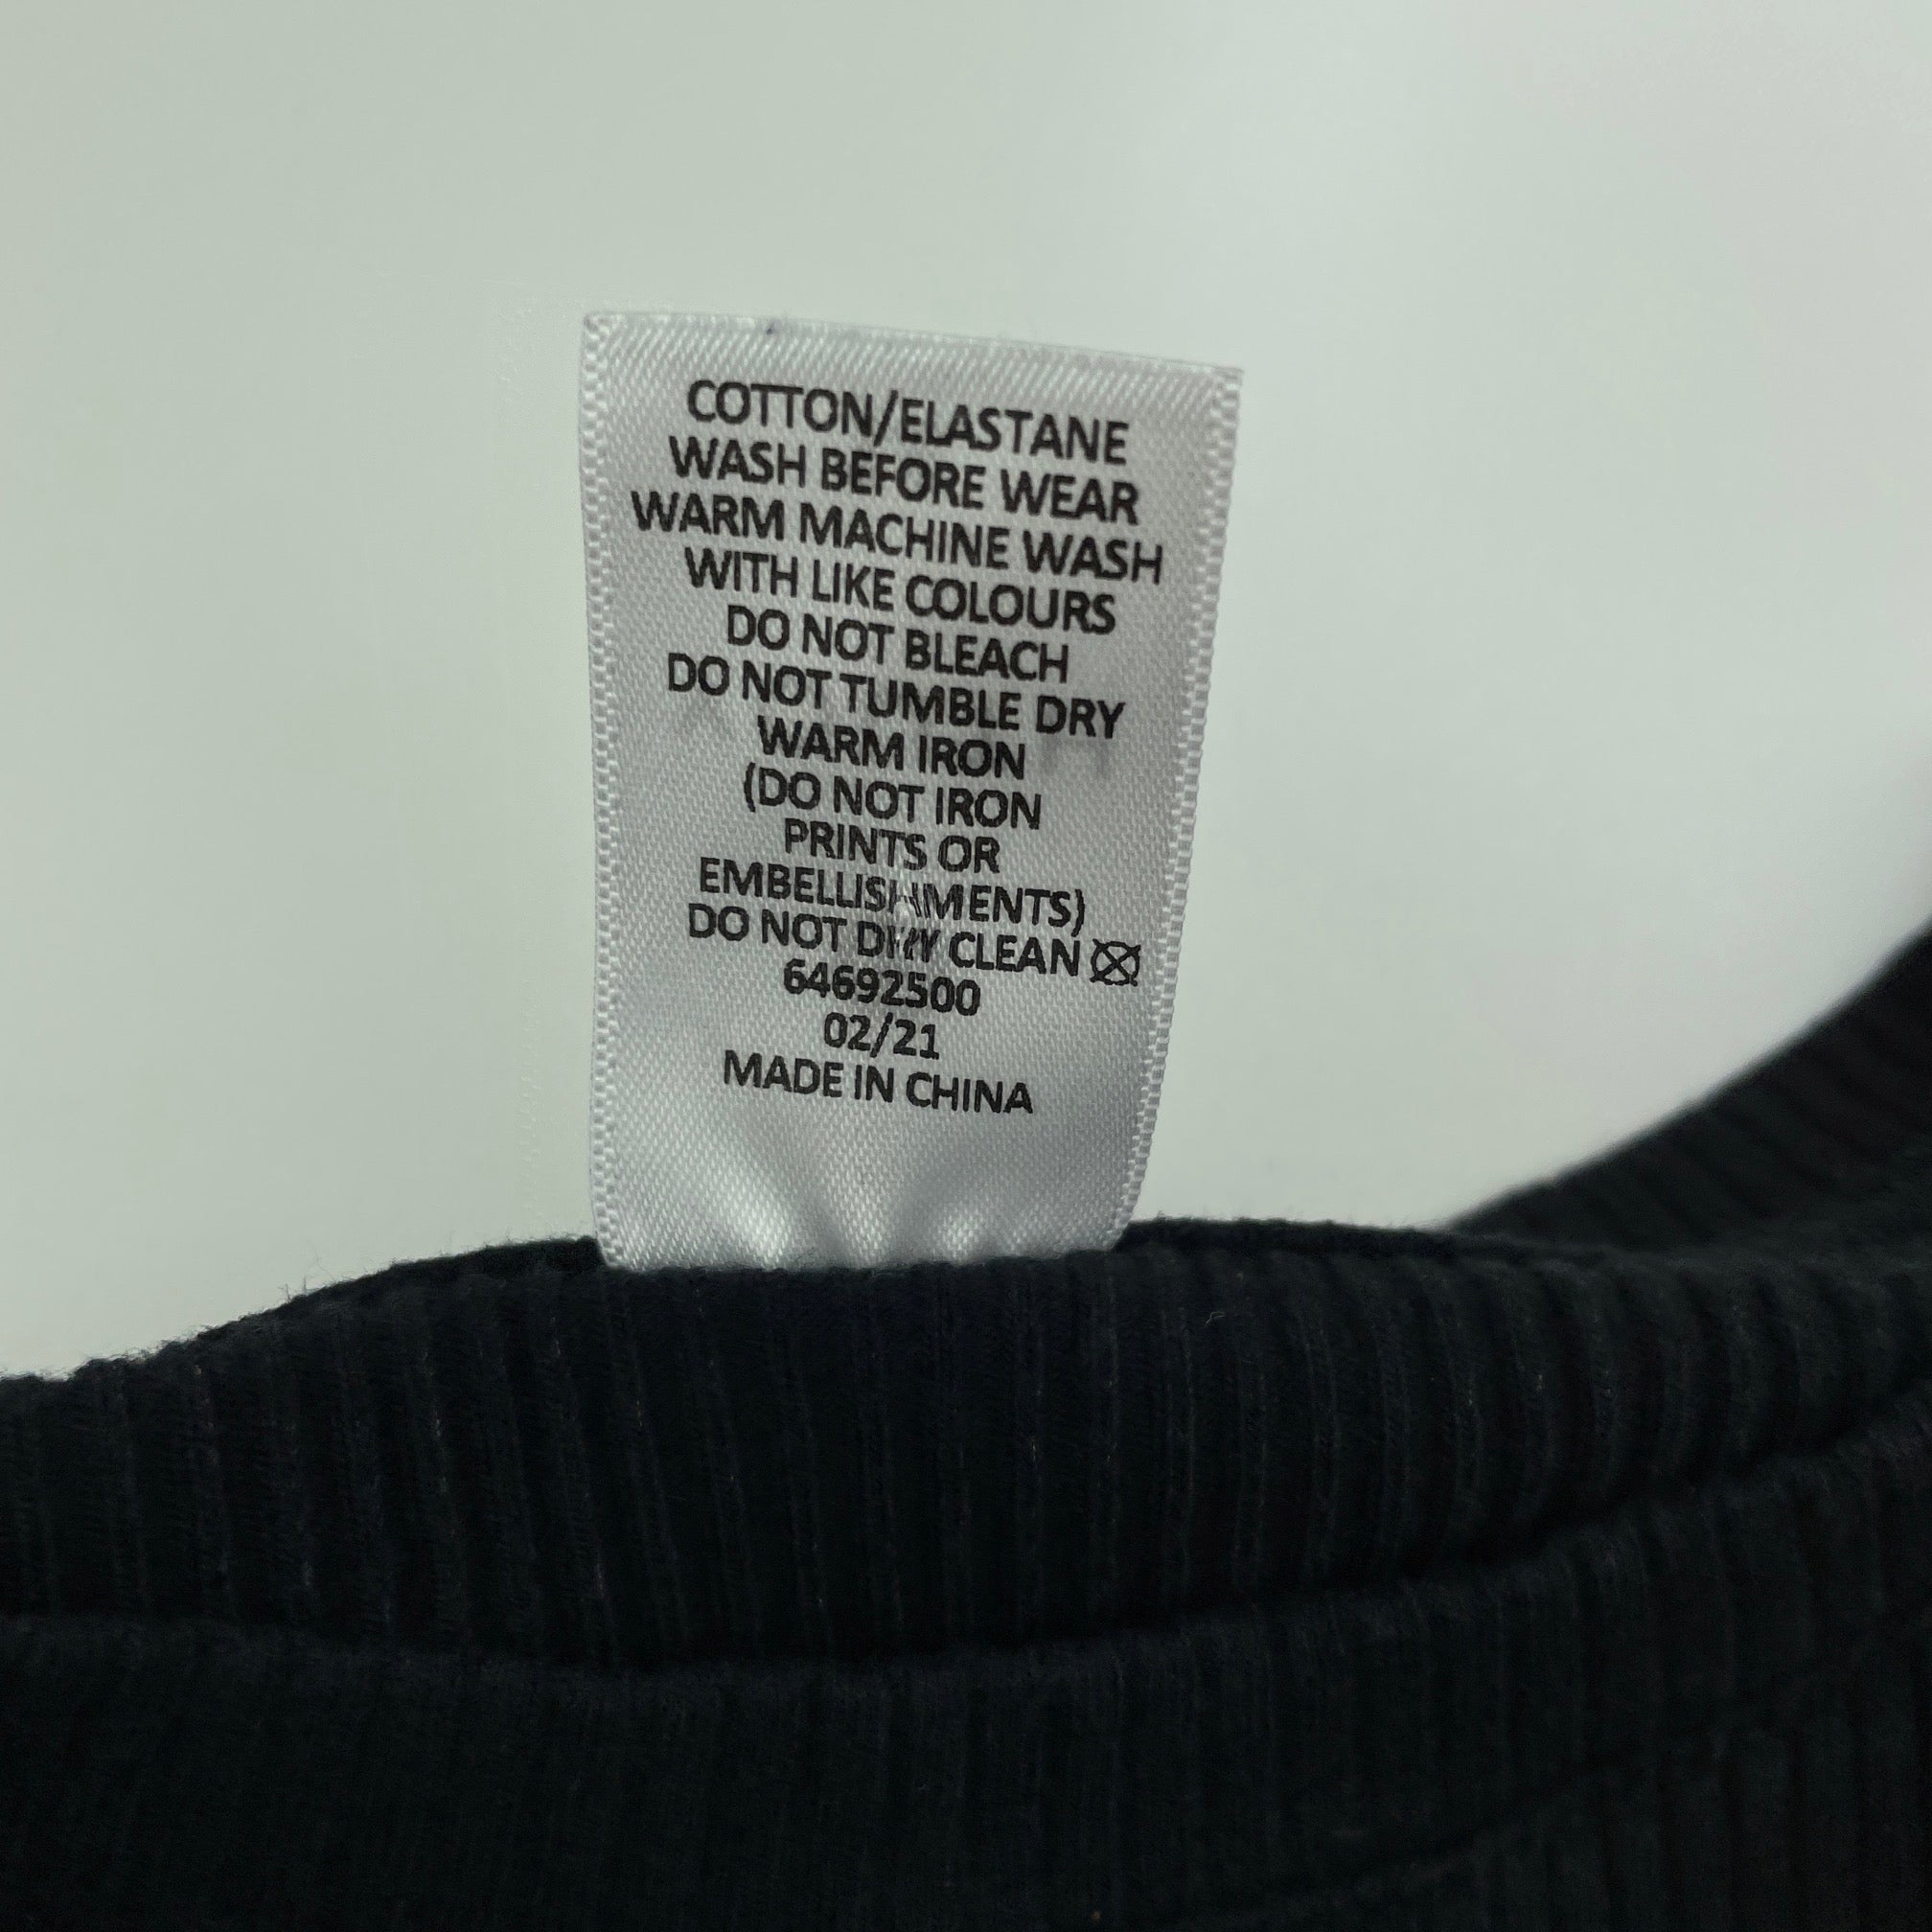 COTTON/ELASTANE
WASH BEFORE WEAR
WARM MACHINE WASH
WITH LIKE COLOURS
DO NOT BLEACH
DO NOT TUMBLE DRY
WARM IRON
(DO NOT IRON
PRINTS OR
EMBELLISHMENTS)
DO NOT DRY CLEAN
64692500
02/21
MADE IN CHINA